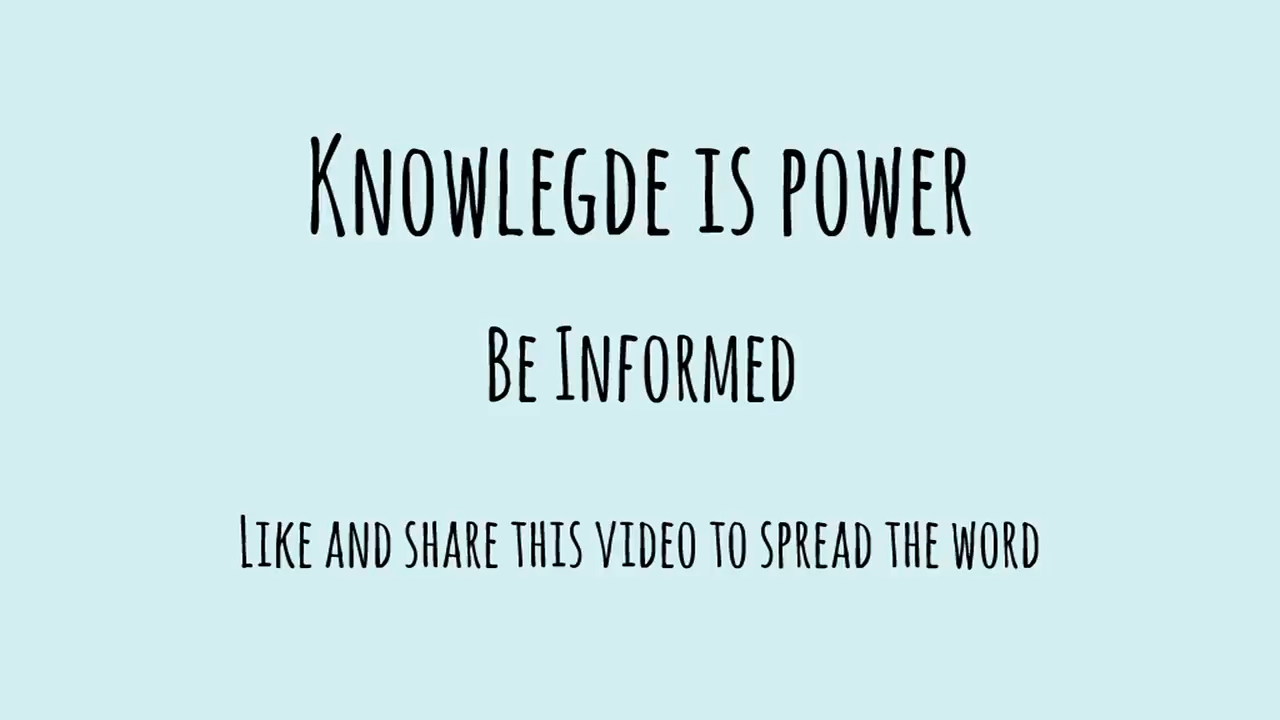 Knowlegde is power
Be Informed
Like and share this video to spread the word